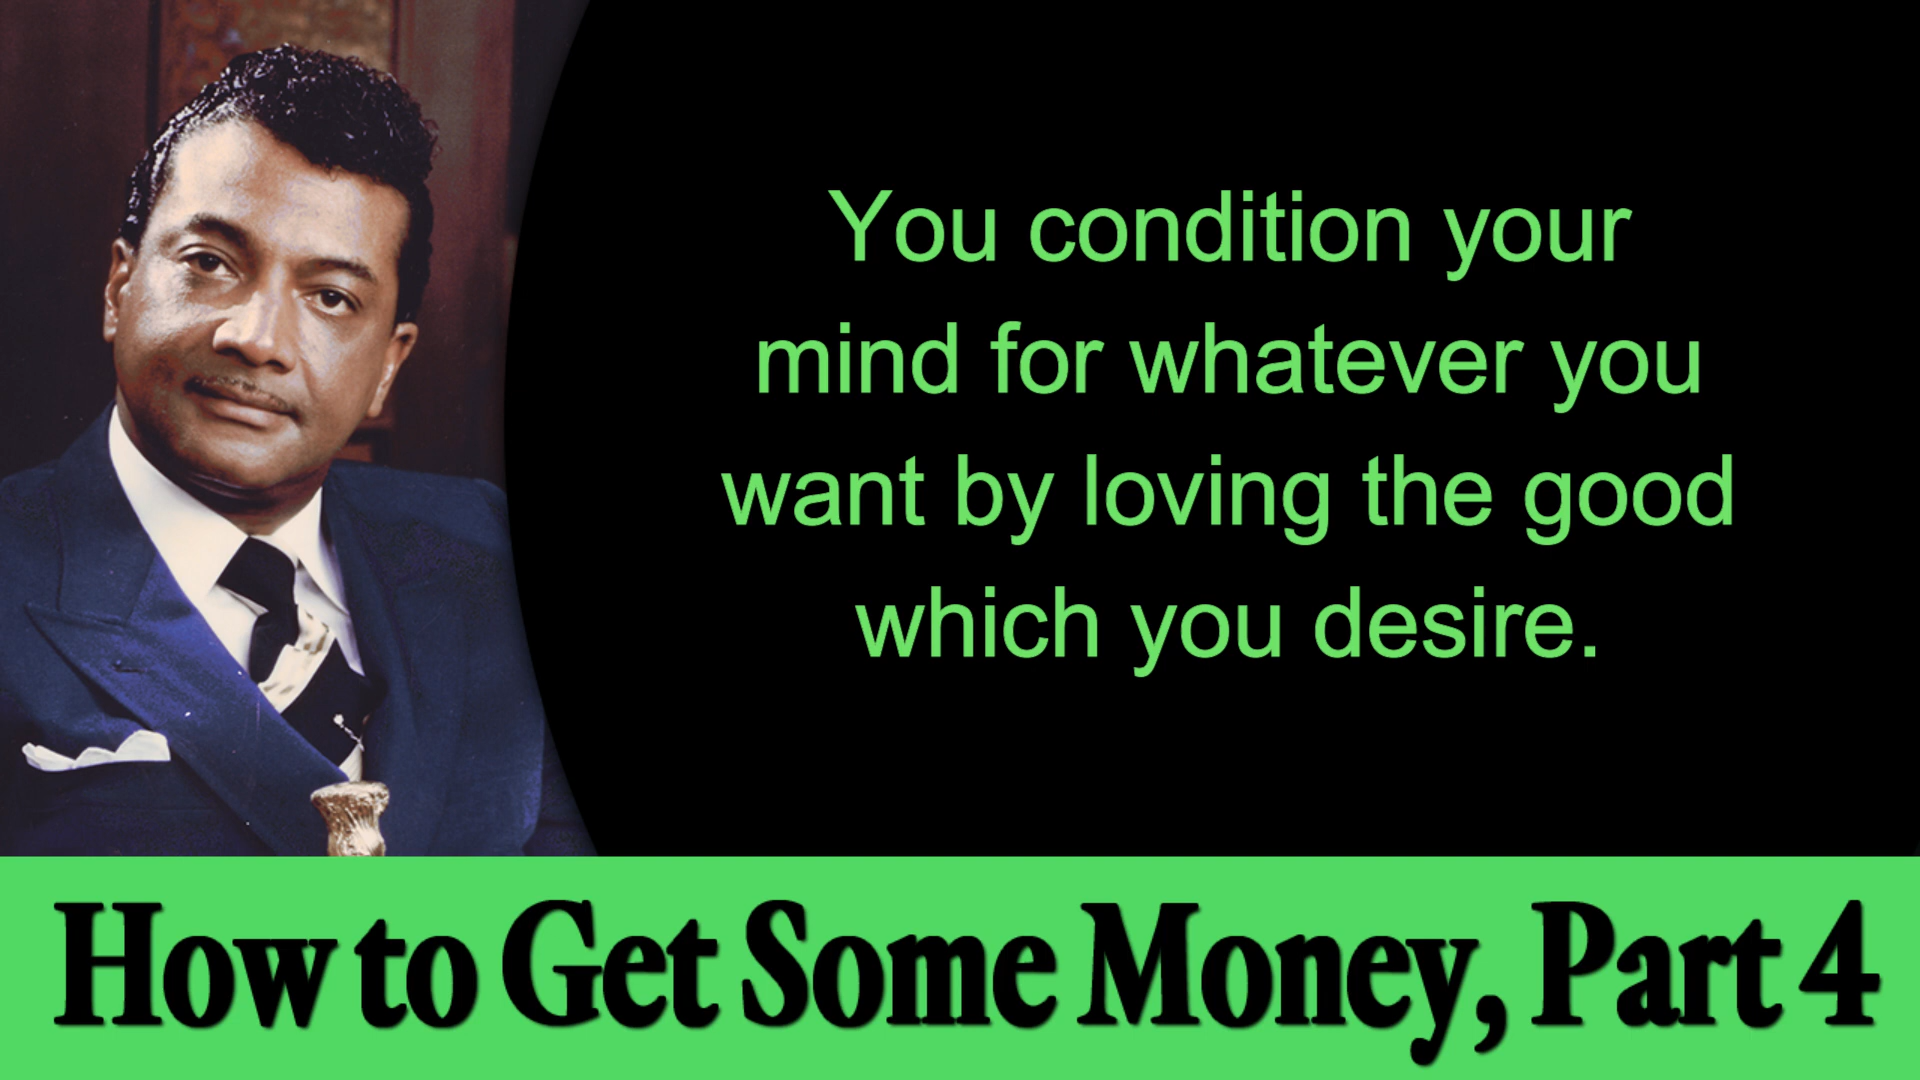 You condition your
mind for whatever you
want by loving the good
which you desire.
How to Get Some Money, Part 4